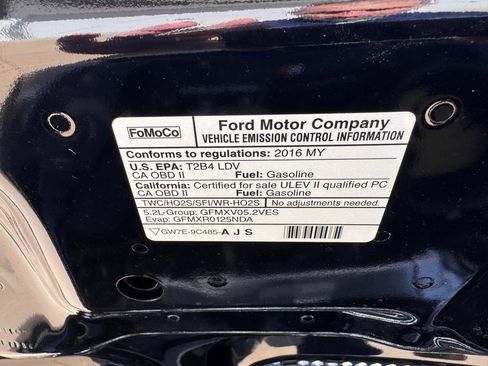 FoMoCo
Ford Motor Company
VEHICLE EMISSION CONTROL INFORMATION
Conforms to regulations: 2016 MY
U.S. EPA: T2B4 LDV
CA OBD II Fuel: Gasoline
California: Certified for sale ULEV II qualified PC
CA OBD II Fuel: Gasoline
TWC/HO2S/SFI/WR-HO2S No adjustments needed.
5.2L-Group: GFMXV05.2VES
Evap: GFMXR0125NDA
GW7E-9C485-A J S